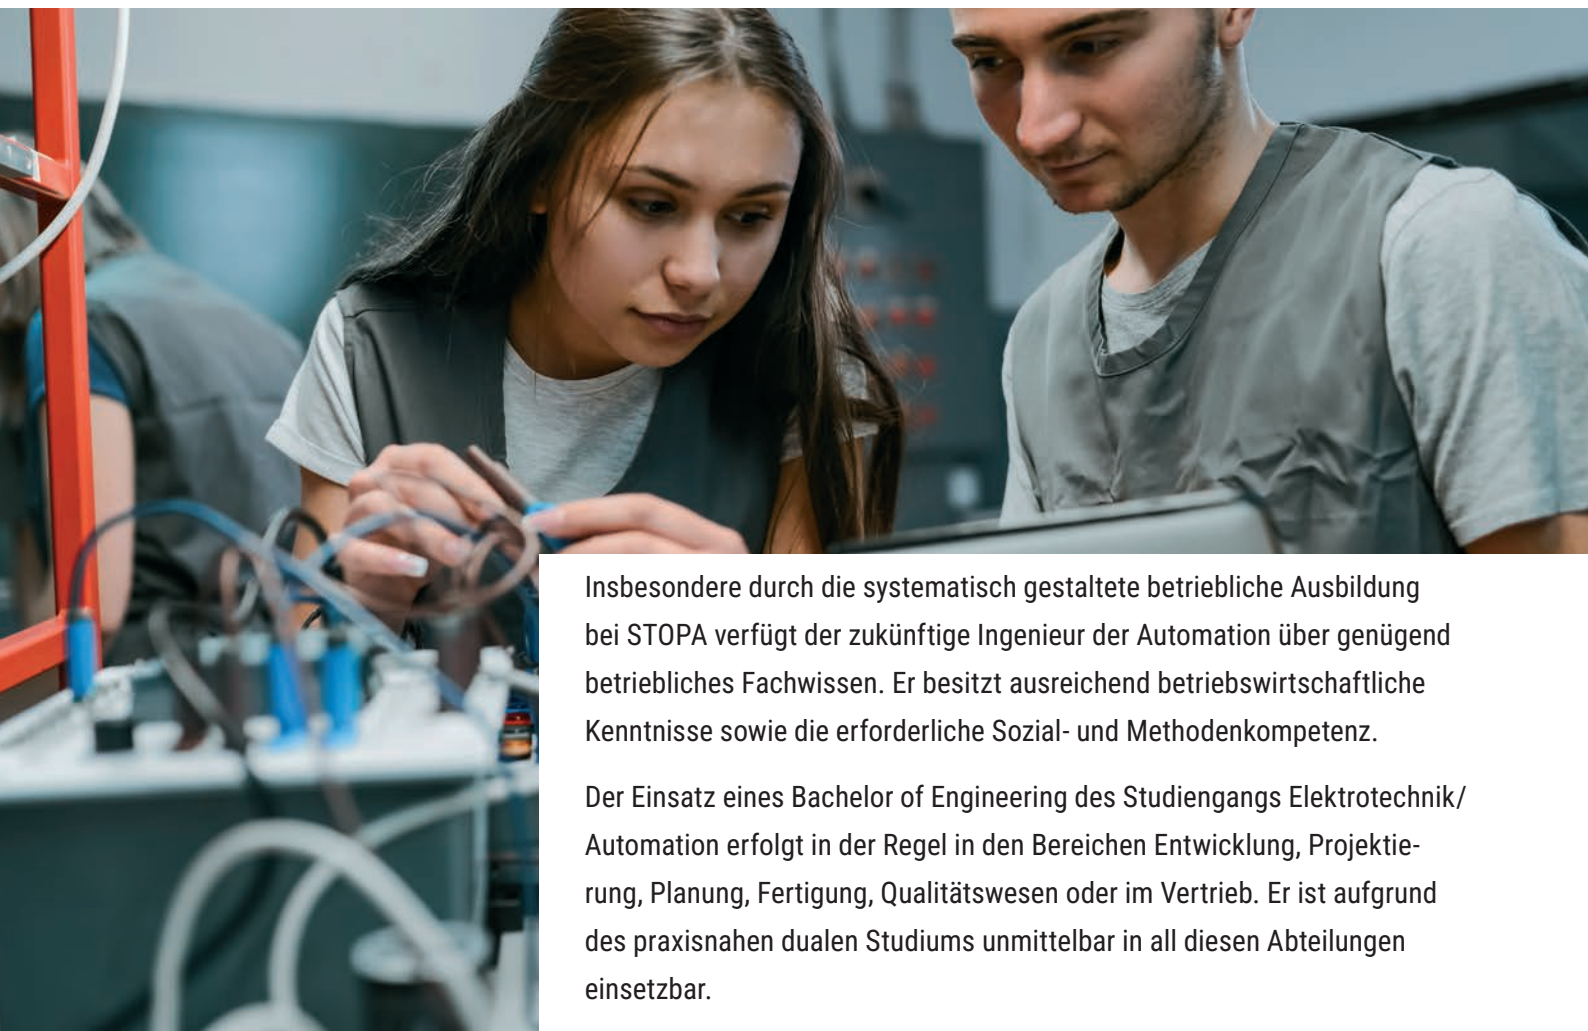 Insbesondere durch die systematisch gestaltete betriebliche Ausbildung
bei STOPA verfügt der zukünftige Ingenieur der Automation über genügend
betriebliches Fachwissen. Er besitzt ausreichend betriebswirtschaftliche
Kenntnisse sowie die erforderliche Sozial- und Methodenkompetenz.
Der Einsatz eines Bachelor of Engineering des Studiengangs Elektrotechnik/
Automation erfolgt in der Regel in den Bereichen Entwicklung, Projektie-
rung, Planung, Fertigung, Qualitätswesen oder im Vertrieb. Er ist aufgrund
des praxisnahen dualen Studiums unmittelbar in all diesen Abteilungen
einsetzbar.